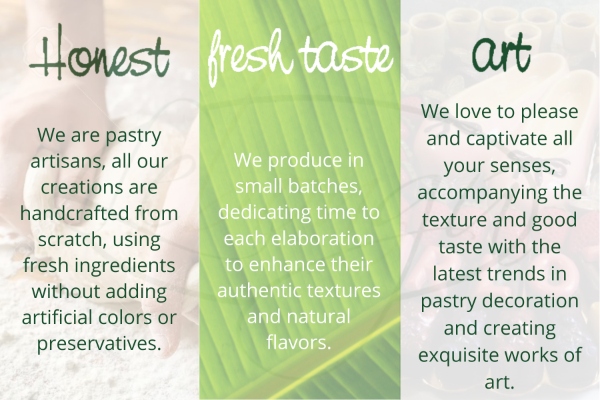 Honest
We are pastry
artisans, all our
creations are
handcrafted from
scratch, using
fresh ingredients
without adding
artificial colors or
preservatives.
fresh taste
We produce in
small batches,
dedicating time to
each elaboration
to enhance their
authentic textures
and natural
flavors.
art
We love to please
and captivate all
your senses,
accompanying the
texture and good
taste with the
latest trends in
pastry decoration
and creating
exquisite works of
art.